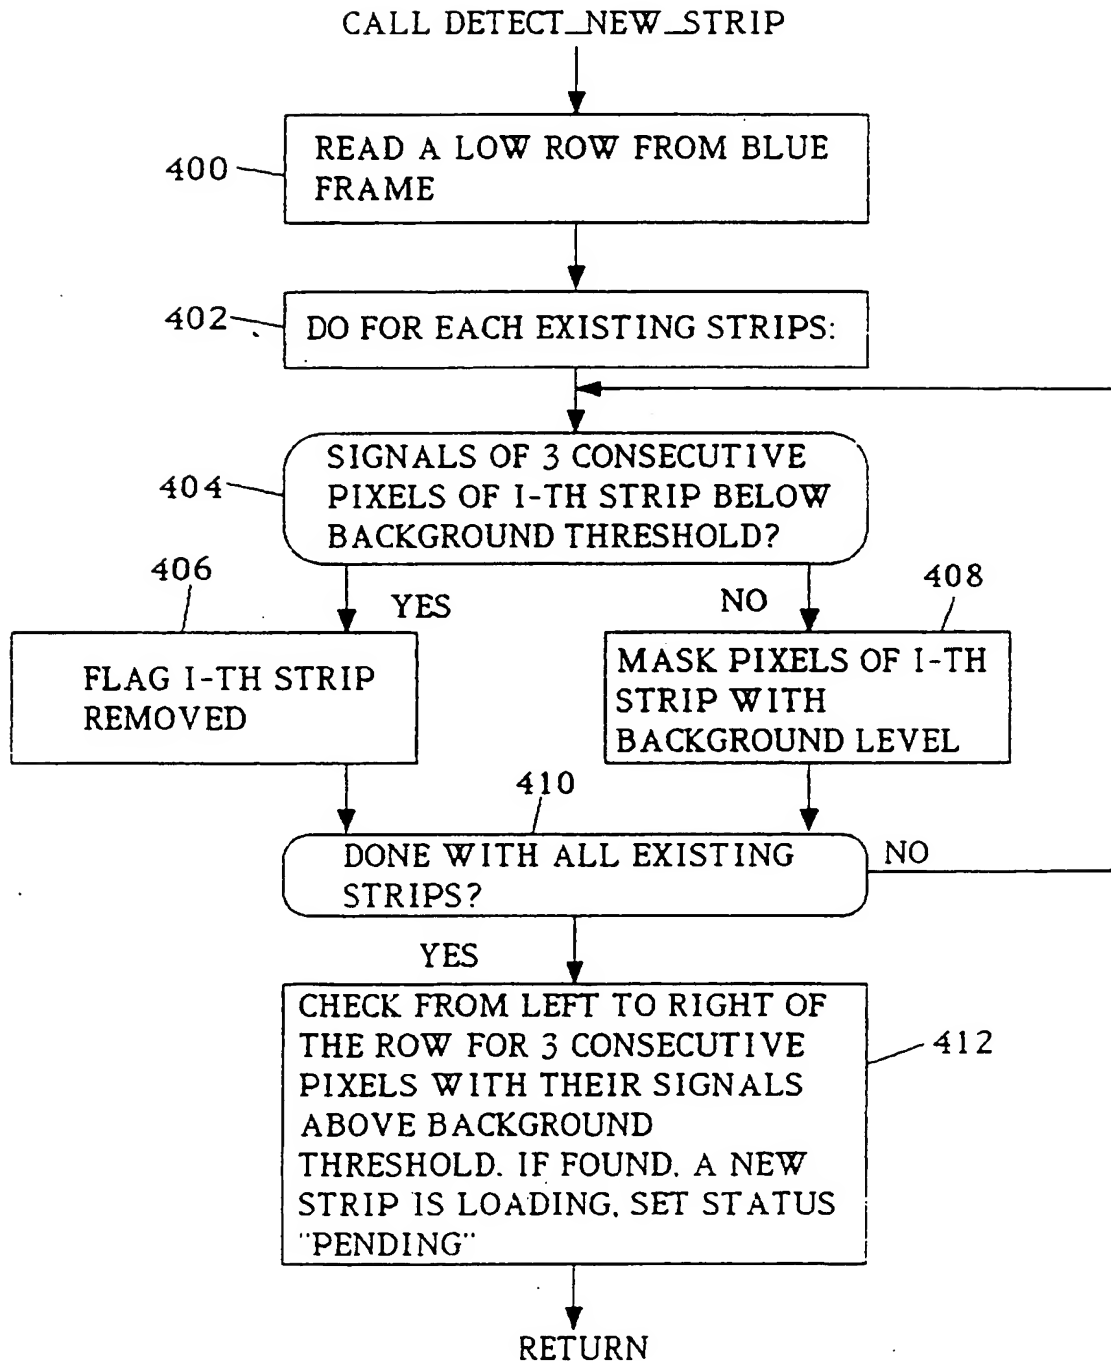 CALL DETECT_NEW_STRIP
READ A LOW ROW FROM BLUE
FRAME
400
402
DO FOR EACH EXISTING STRIPS:
SIGNALS OF 3 CONSECUTIVE
PIXELS OF I-TH STRIP BELOW
BACKGROUND THRESHOLD?
404
406
YES
NO
408
FLAG I-TH STRIP
REMOVED
MASK PIXELS OF I-TH
STRIP WITH
BACKGROUND LEVEL
410
DONE WITH ALL EXISTING
STRIPS?
NO
YES
CHECK FROM LEFT TO RIGHT OF
THE ROW FOR 3 CONSECUTIVE
PIXELS WITH THEIR SIGNALS
ABOVE BACKGROUND
THRESHOLD. IF FOUND, A NEW
STRIP IS LOADING, SET STATUS
"PENDING"
412
RETURN